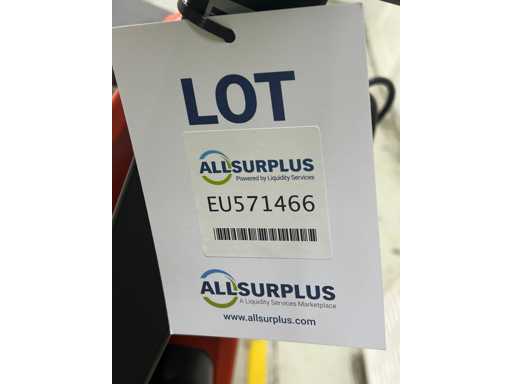 LOT
ALLSURPLUS
Powered by Liquidity Services
EU571466
ALLSURPLUS
A Liquidity Services Marketplace
www.allsurplus.com